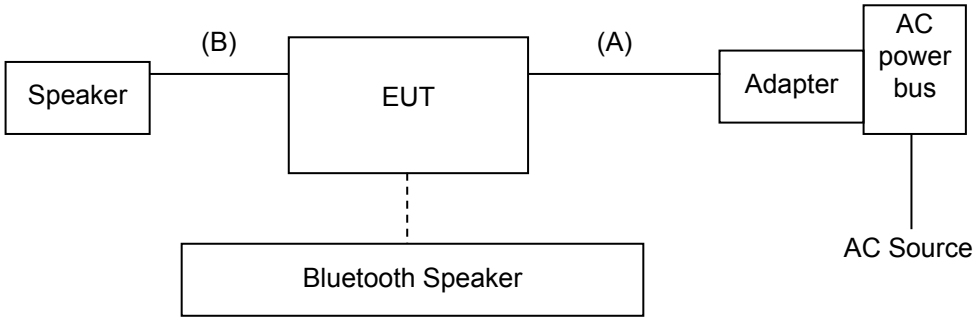 (B)
(A)
AC
power
bus
Speaker
EUT
Adapter
AC Source
Bluetooth Speaker